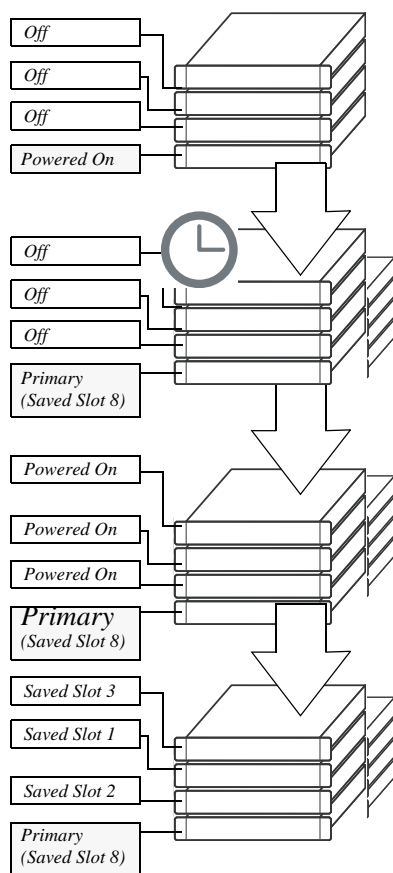 Off
Off
Off
Powered On
Off
Off
Off
Primary
(Saved Slot 8)
Powered On
Powered On
Powered On
Primary
(Saved Slot 8)
Saved Slot 3
Saved Slot 1
Saved Slot 2
Primary
(Saved Slot 8)